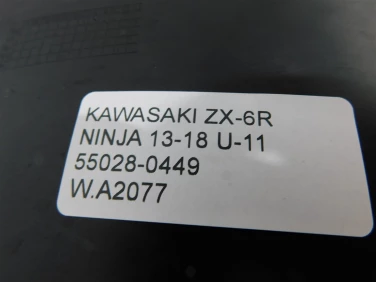 KAWASAKI ZX-6R
NINJA 13-18 U-11
55028-0449
W.A2077